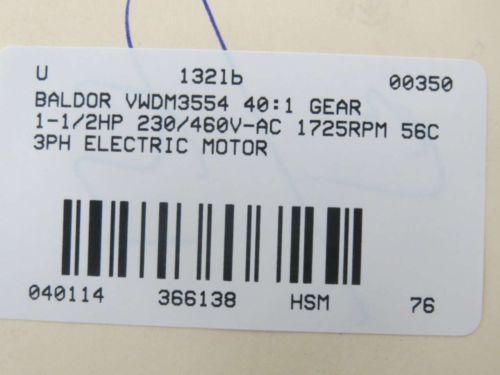 U 132lb 00350
BALDOR VWDM3554 40:1 GEAR
1-1/2HP 230/460V-AC 1725RPM 56C
3PH ELECTRIC MOTOR
040114 366138 HSM 76